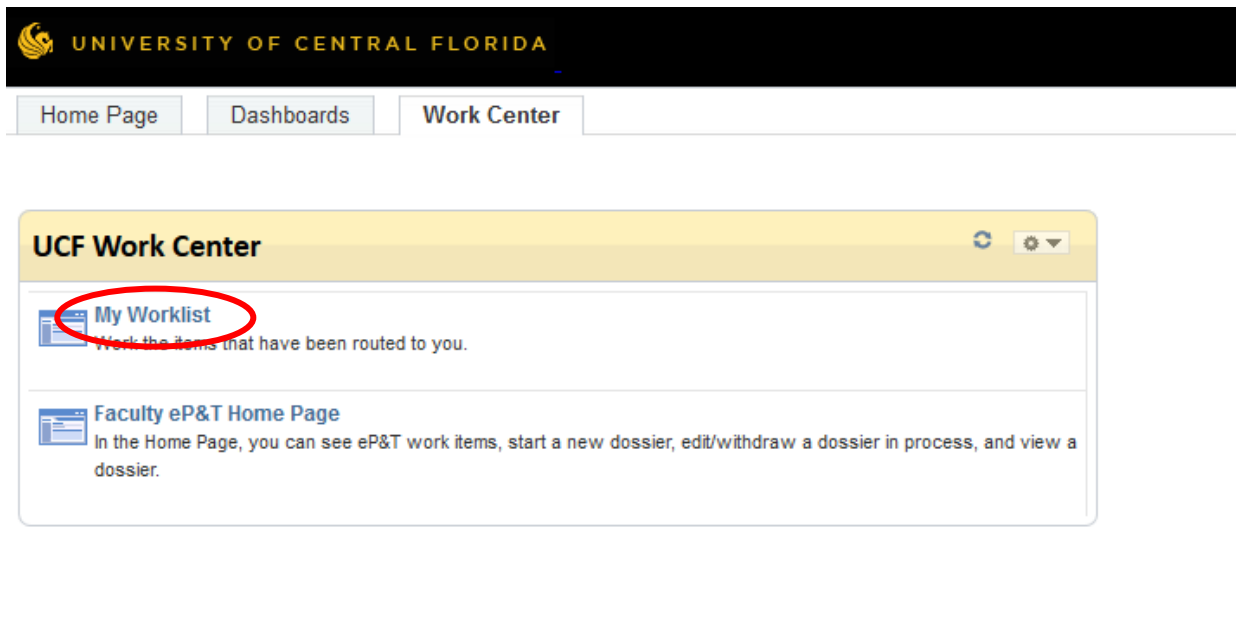 UNIVERSITY OF CENTRAL FLORIDA
Home Page Dashboards Work Center
UCF Work Center
My Worklist
Work the items that have been routed to you.
Faculty eP&T Home Page
In the Home Page, you can see eP&T work items, start a new dossier, edit/withdraw a dossier in process, and view a
dossier.